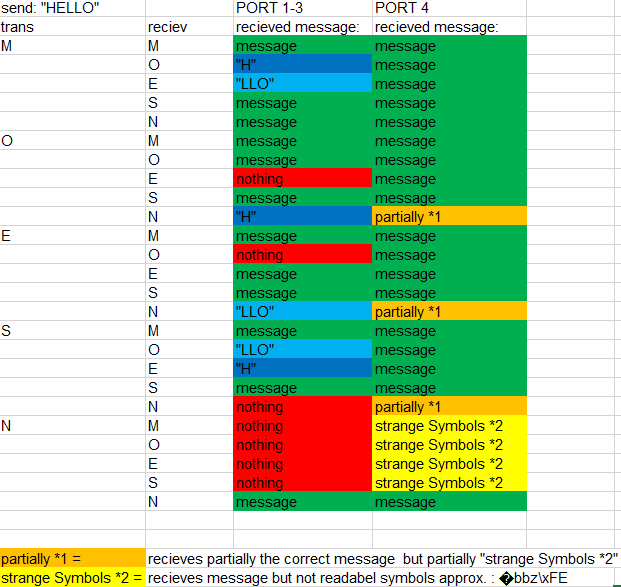 send: "HELLO" PORT 1-3 PORT 4
trans reciev recieved message: recieved message:
M M message message
O "H" message
E "LLO" message
S message message
N message message
O M message message
O message message
E nothing message
S message message
N "H" partially *1
E M message message
O nothing message
E message message
S message message
N "LLO" partially *1
S M message message
O "LLO" message
E "H" message
S message message
N nothing partially *1
N M nothing strange Symbols *2
O nothing strange Symbols *2
E nothing strange Symbols *2
S nothing strange Symbols *2
N message message
partially *1 = recieves partially the correct message but partially "strange Symbols *2"
strange Symbols *2 = recieves message but not readabel symbols approx. : �bbz\xFE